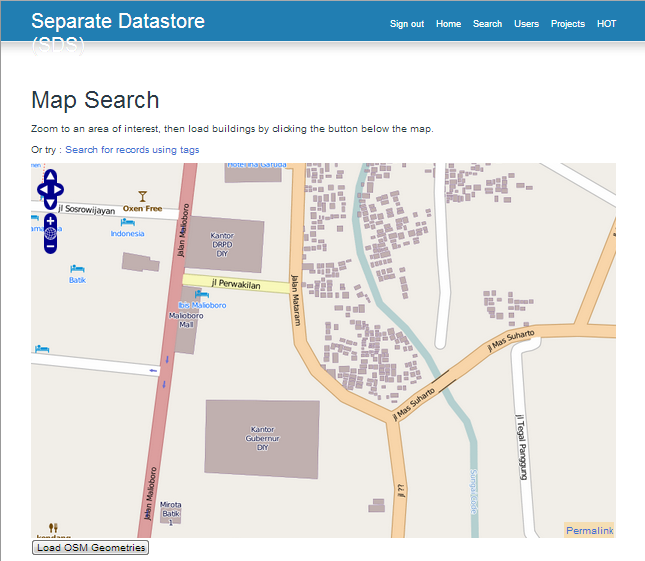 Separate Datastore
(SDS)
Sign out
Home
Search
Users
Projects
HOT
Map Search
Zoom to an area of interest, then load buildings by clicking the button below the map.
Or try : Search for records using tags
Oxen Free
jl Sosrowijayan
Indonesia
Batik
Jalan Malioboro
Kantor
DRPD
DIY
jl Perwakilan
Ibis Malioboro
Malioboro
Mall
Jalan Mataram
jl Mas Suharto
jl Mas Suharto
jl Tegal Panggung
Kantor
Gubernur
DIY
Jalan Malioboro
Mirota
Batik
1
jl ??
Permalink
Load OSM Geometries